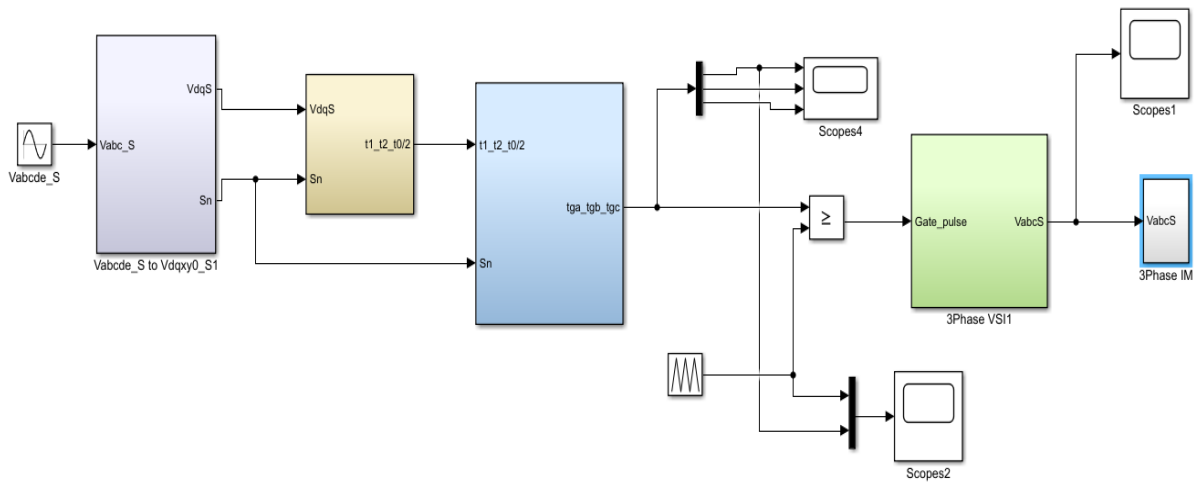 Vabcde_S
Vabc_S
VdqS
Sn
Vabcde_S to Vdqxy0_S1
VdqS
Sn
t1_t2_t0/2
t1_t2_t0/2
Sn
tga_tgb_tgc
Scopes4
≥
Gate_pulse
VabcS
3Phase VSI1
Scopes1
VabcS
3Phase IM
Scopes2